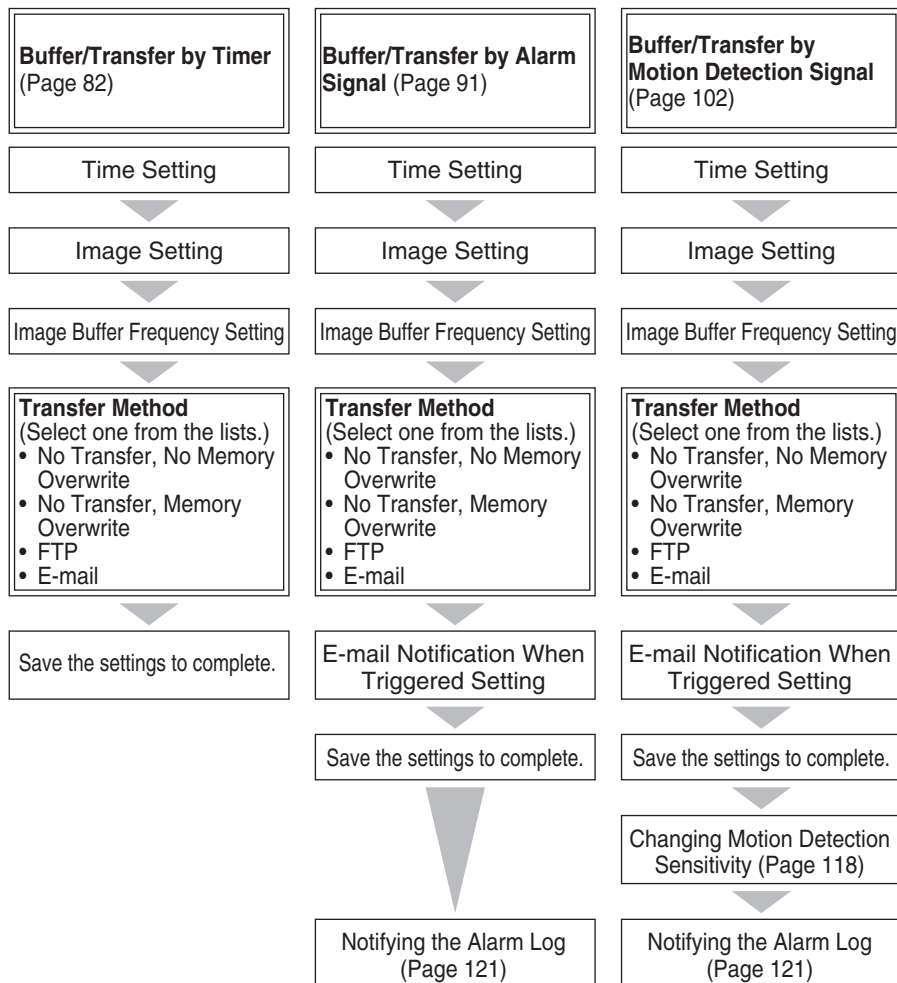 Buffer/Transfer by Timer
(Page 82)
Time Setting
Image Setting
Image Buffer Frequency Setting
Transfer Method
(Select one from the lists.)
• No Transfer, No Memory
Overwrite
• No Transfer, Memory
Overwrite
• FTP
• E-mail
Save the settings to complete.
Buffer/Transfer by Alarm
Signal (Page 91)
Time Setting
Image Setting
Image Buffer Frequency Setting
Transfer Method
(Select one from the lists.)
• No Transfer, No Memory
Overwrite
• No Transfer, Memory
Overwrite
• FTP
• E-mail
E-mail Notification When
Triggered Setting
Save the settings to complete.
Notifying the Alarm Log
(Page 121)
Buffer/Transfer by
Motion Detection Signal
(Page 102)
Time Setting
Image Setting
Image Buffer Frequency Setting
Transfer Method
(Select one from the lists.)
• No Transfer, No Memory
Overwrite
• No Transfer, Memory
Overwrite
• FTP
• E-mail
E-mail Notification When
Triggered Setting
Save the settings to complete.
Changing Motion Detection
Sensitivity (Page 118)
Notifying the Alarm Log
(Page 121)